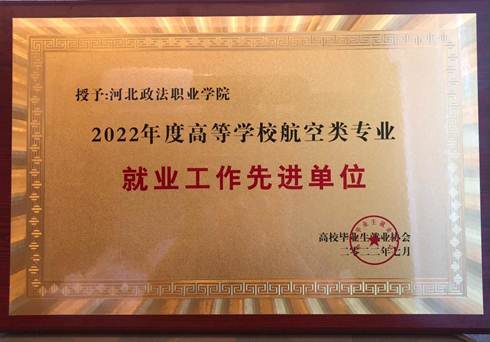 授予:河北政法职业学院
2022年度高等学校航空类专业
就业工作先进单位
高校毕业生就业协会
二〇二二年七月